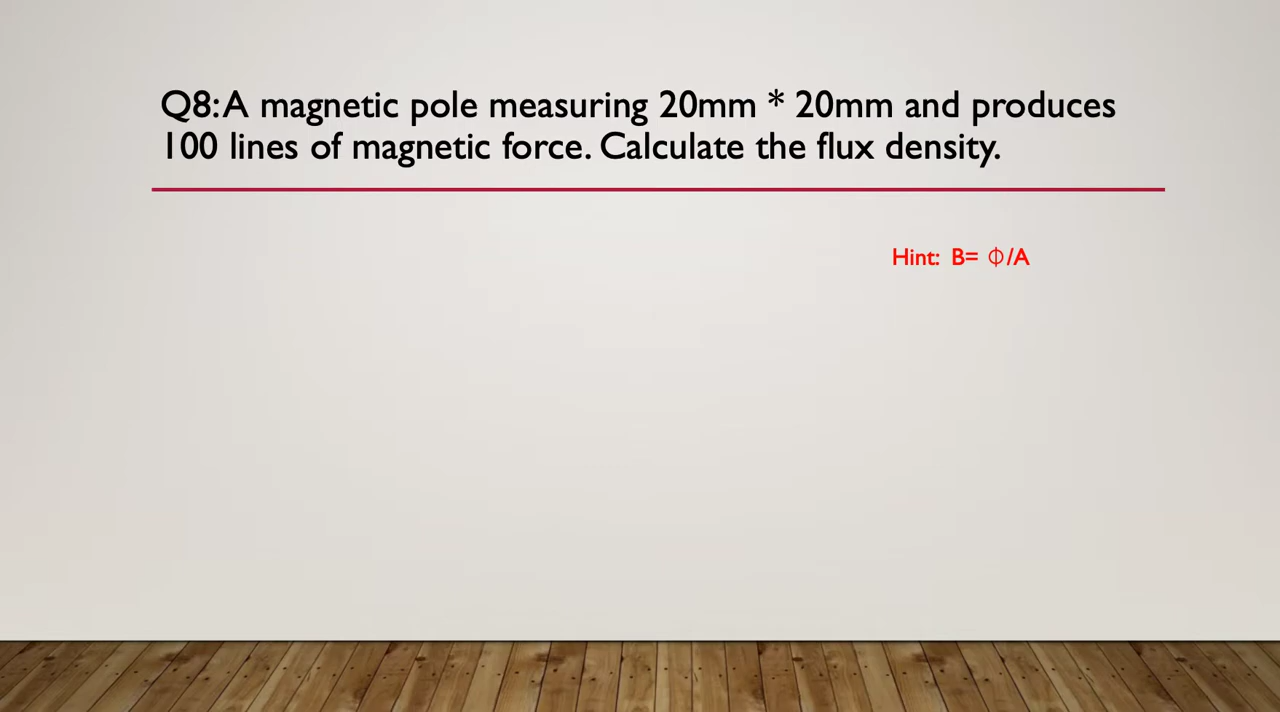 Q8: A magnetic pole measuring 20mm * 20mm and produces
100 lines of magnetic force. Calculate the flux density.
Hint: B= Φ/A